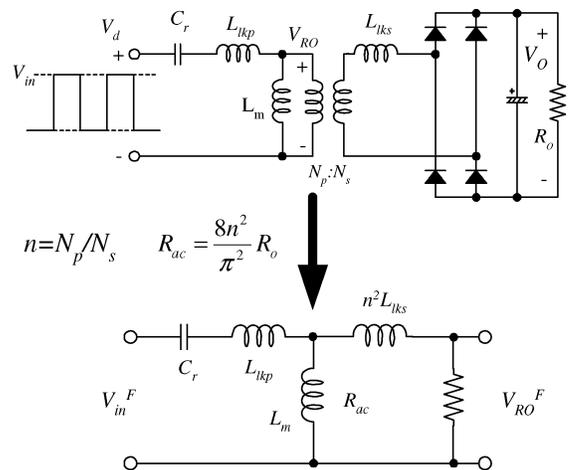 V_d
C_r
L_lkp
V_RO
L_lks
+
V_in
L_m
+
-
+
V_O
R_o
-
-
N_p:N_s
n=N_p/N_s
R_ac = 8n²/π² R_o
n²L_lks
C_r
L_lkp
V_in^F
L_m
R_ac
V_RO^F